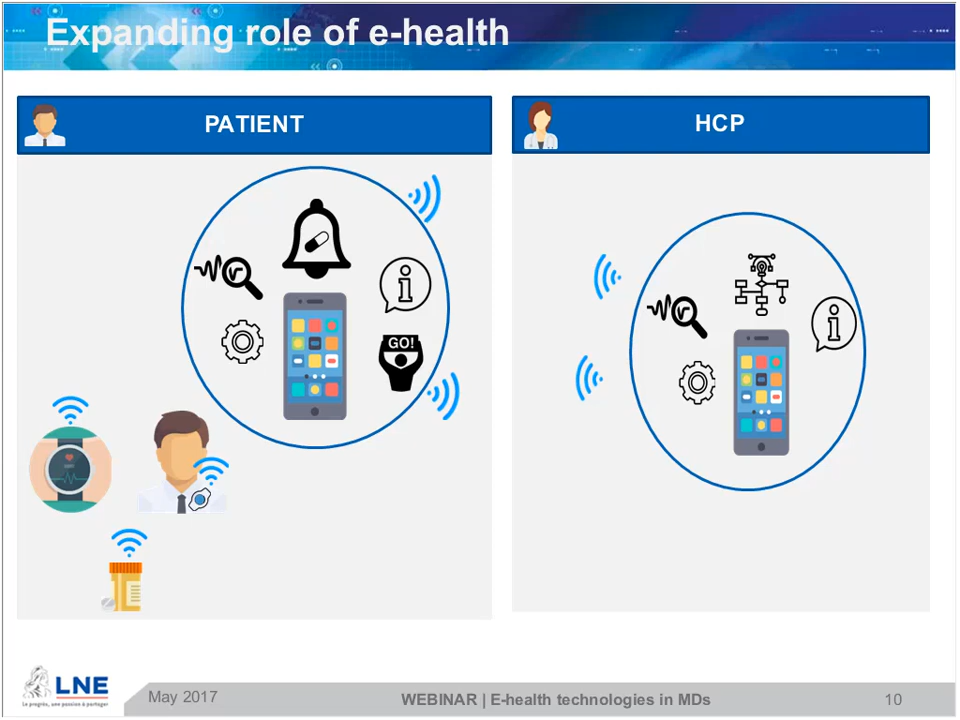 Expanding role of e-health
PATIENT
HCP
GO!
LNE
Le progrès, une passion à partager
May 2017
WEBINAR | E-health technologies in MDs
10